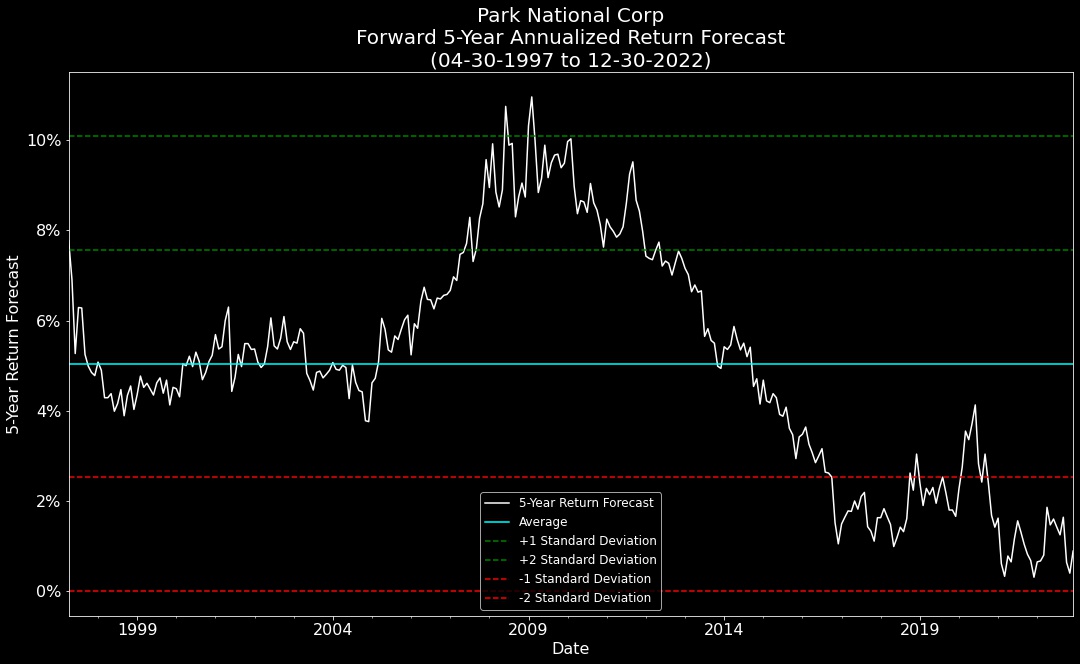 Park National Corp
Forward 5-Year Annualized Return Forecast
(04-30-1997 to 12-30-2022)
5-Year Return Forecast
10%
8%
6%
4%
2%
0%
5-Year Return Forecast
Average
+1 Standard Deviation
+2 Standard Deviation
-1 Standard Deviation
-2 Standard Deviation
1999
2004
2009
2014
2019
Date